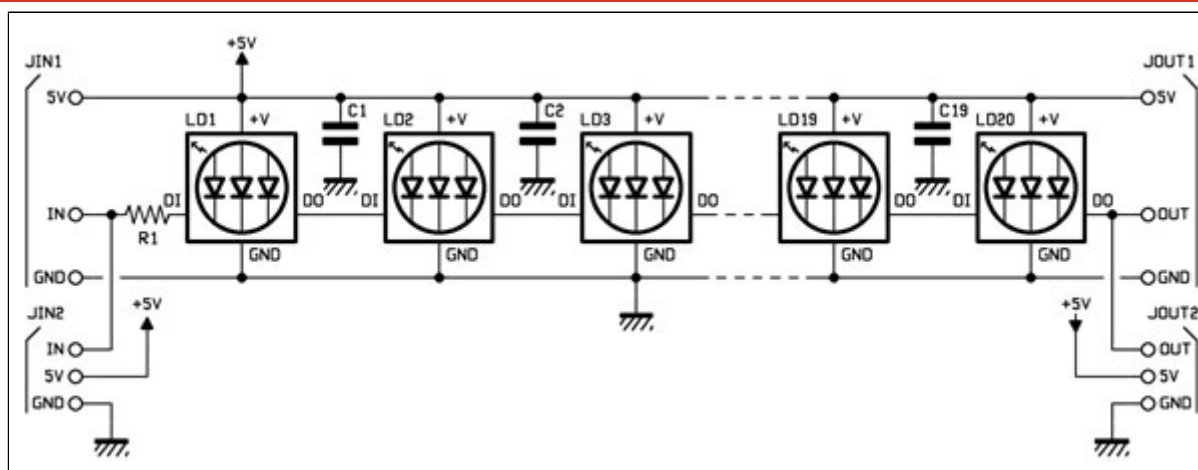 +5V
JIN1
JOUT1
5V
C1
C2
C19
5V
LD1
+V
LD2
+V
LD3
+V
LD19
+V
LD20
+V
IN
R1
DI
DO
DI
DO
DI
DO
DO
DI
DO
OUT
GND
GND
GND
GND
GND
GND
GND
JIN2
+5V
+5V
JOUT2
IN
OUT
5V
5V
GND
GND